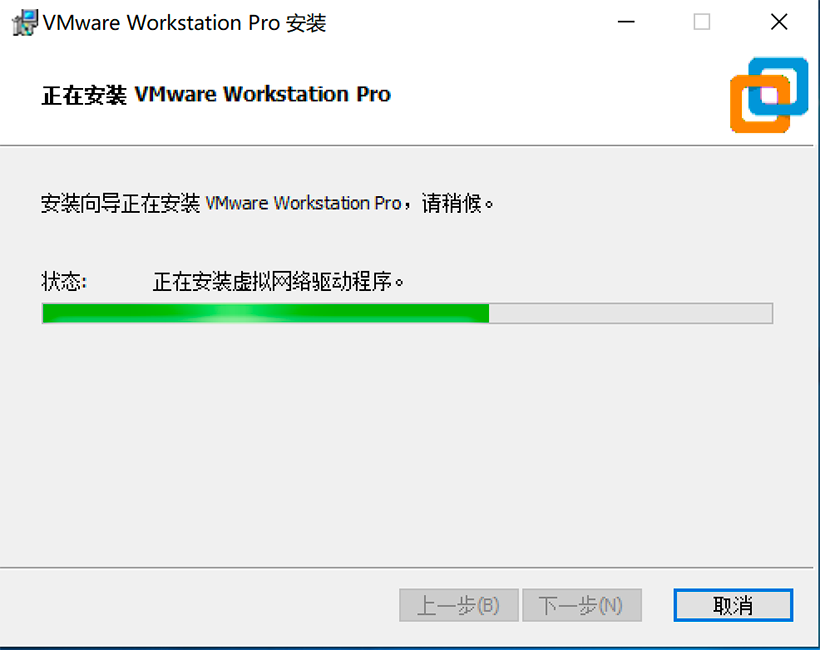 VMware Workstation Pro 安装
正在安装 VMware Workstation Pro
安装向导正在安装 VMware Workstation Pro，请稍候。
状态: 正在安装虚拟网络驱动程序。
上一步(B) 下一步(N) 取消